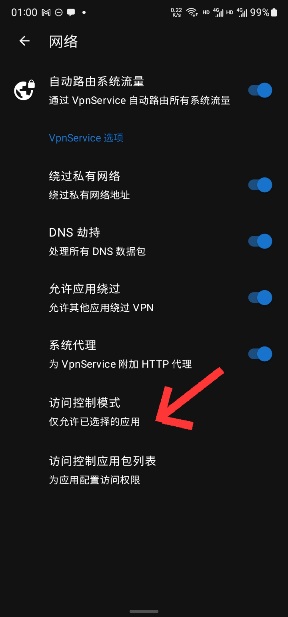 01:00 0.22 K/s HD 4G HD 4G 99%
网络
自动路由系统流量
通过 VpnService 自动路由所有系统流量
VpnService 选项
绕过私有网络
绕过私有网络地址
DNS 劫持
处理所有 DNS 数据包
允许应用绕过
允许其他应用绕过 VPN
系统代理
为 VpnService 附加 HTTP 代理
访问控制模式
仅允许已选择的应用
访问控制应用包列表
为应用配置访问权限